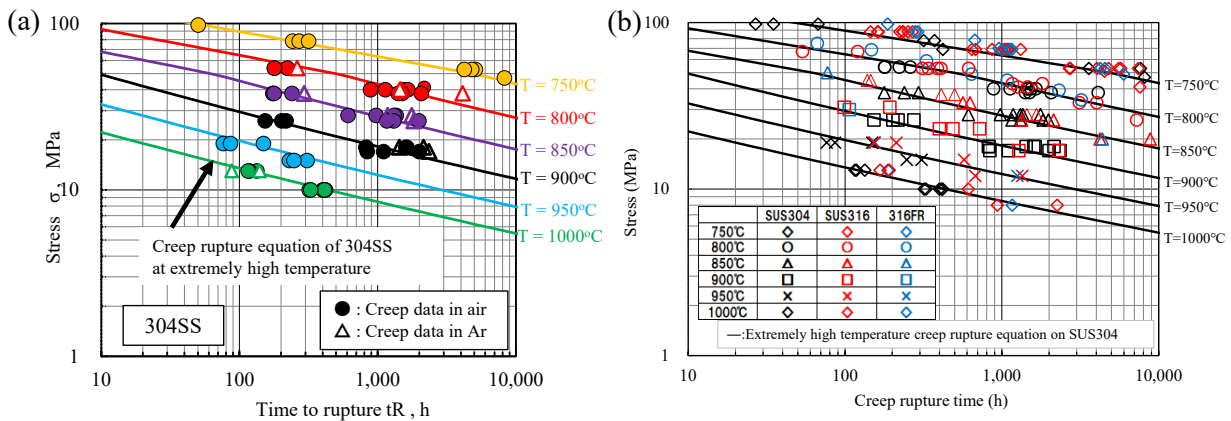 (a)
100
10
1
Stress σ, MPa
T = 750°C
T = 800°C
T = 850°C
T = 900°C
T = 950°C
T = 1000°C
Creep rupture equation of 304SS
at extremely high temperature
304SS
: Creep data in air
: Creep data in Ar
10
100
1,000
10,000
Time to rupture tR , h
(b)
100
10
1
Stress (MPa)
T=750°C
T=800°C
T=850°C
T=900°C
T=950°C
T=1000°C
SUS304 SUS316 316FR
750℃
800℃
850℃
900℃
950℃
1000℃
—:Extremely high temperature creep rupture equation on SUS304
10
100
1,000
10,000
Creep rupture time (h)